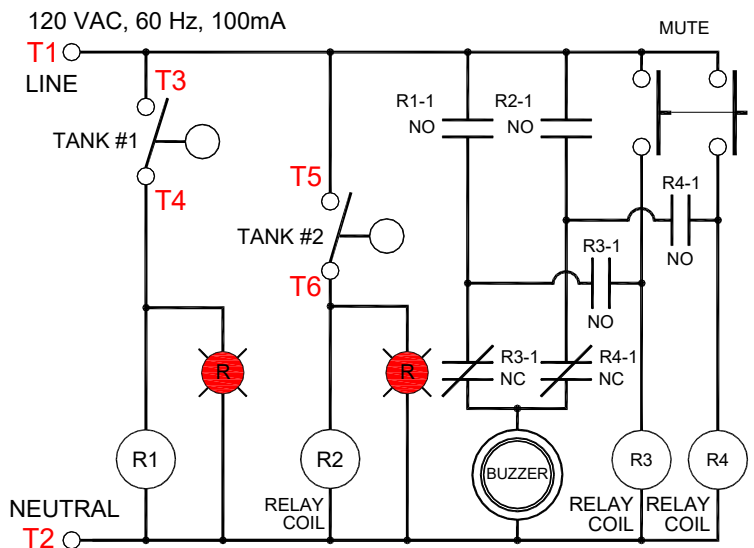 120 VAC, 60 Hz, 100mA
T1
LINE
MUTE
T3
R1-1
NO
R2-1
NO
TANK #1
T4
T5
R4-1
NO
TANK #2
R3-1
NO
T6
R
R
R3-1
NC
R4-1
NC
R1
R2
BUZZER
R3
R4
NEUTRAL
T2
RELAY
COIL
RELAY
COIL
RELAY
COIL